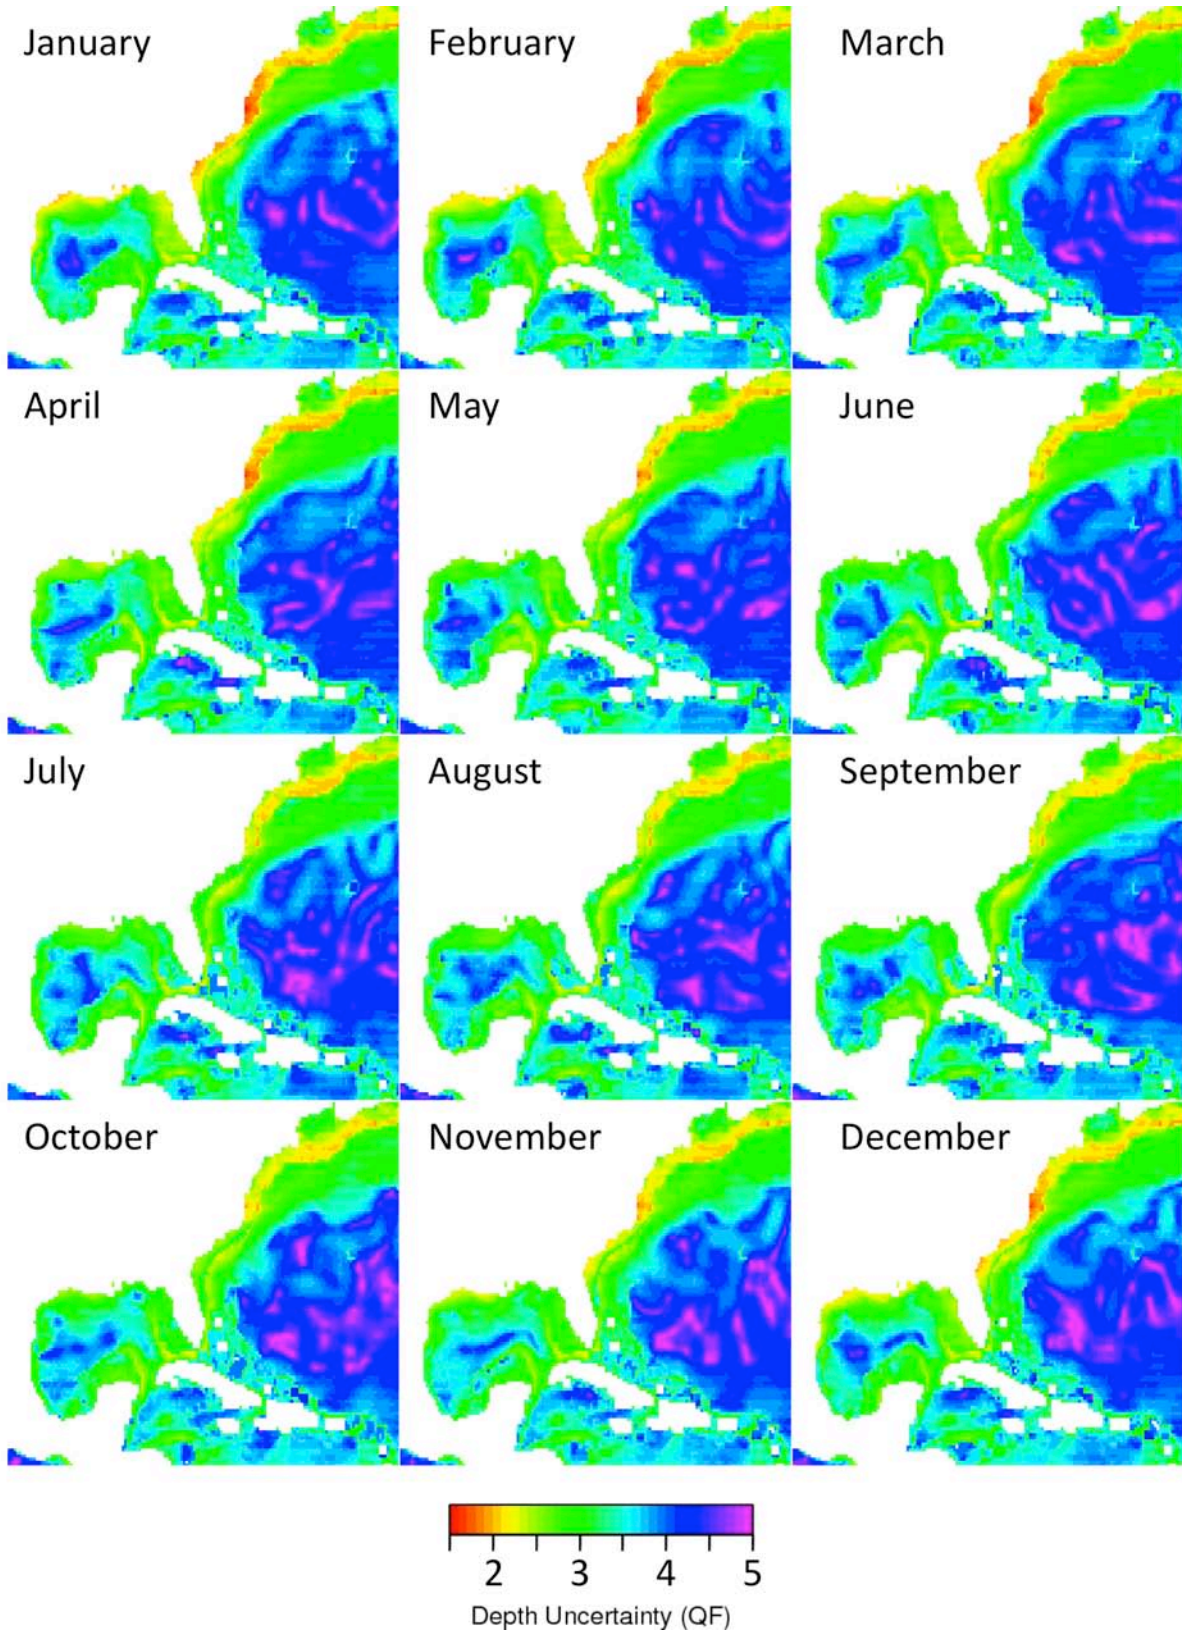 January
February
March
April
May
June
July
August
September
October
November
December
2 3 4 5
Depth Uncertainty (QF)